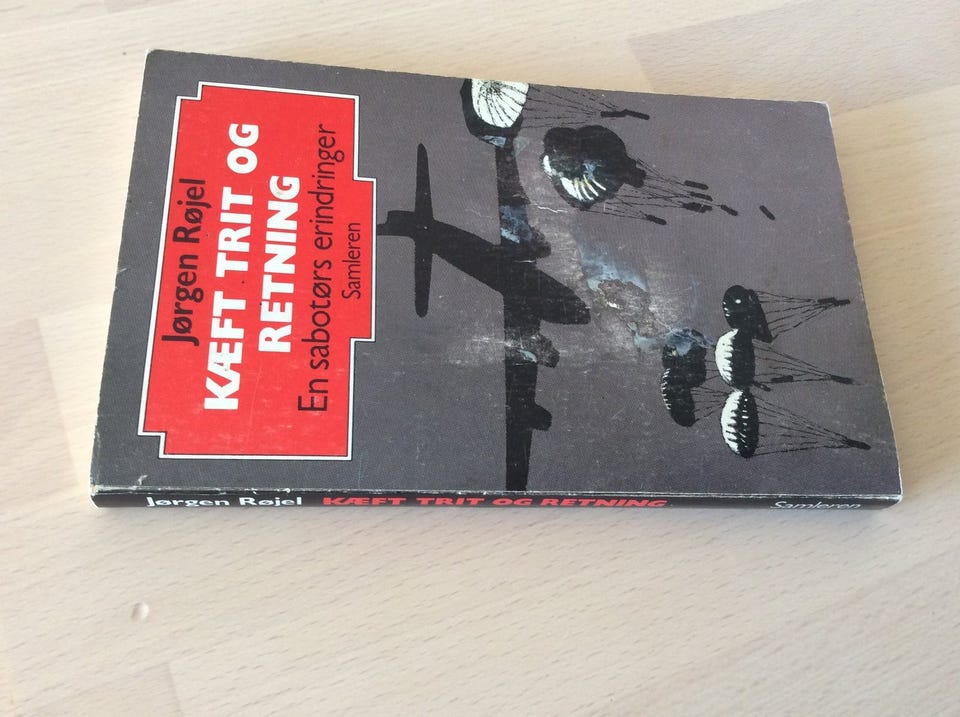 Jørgen Røjel
KÆFT TRIT OG
RETNING
En sabotørs erindringer
Samleren
Jørgen Røjel KÆFT TRIT OG RETNING Samleren